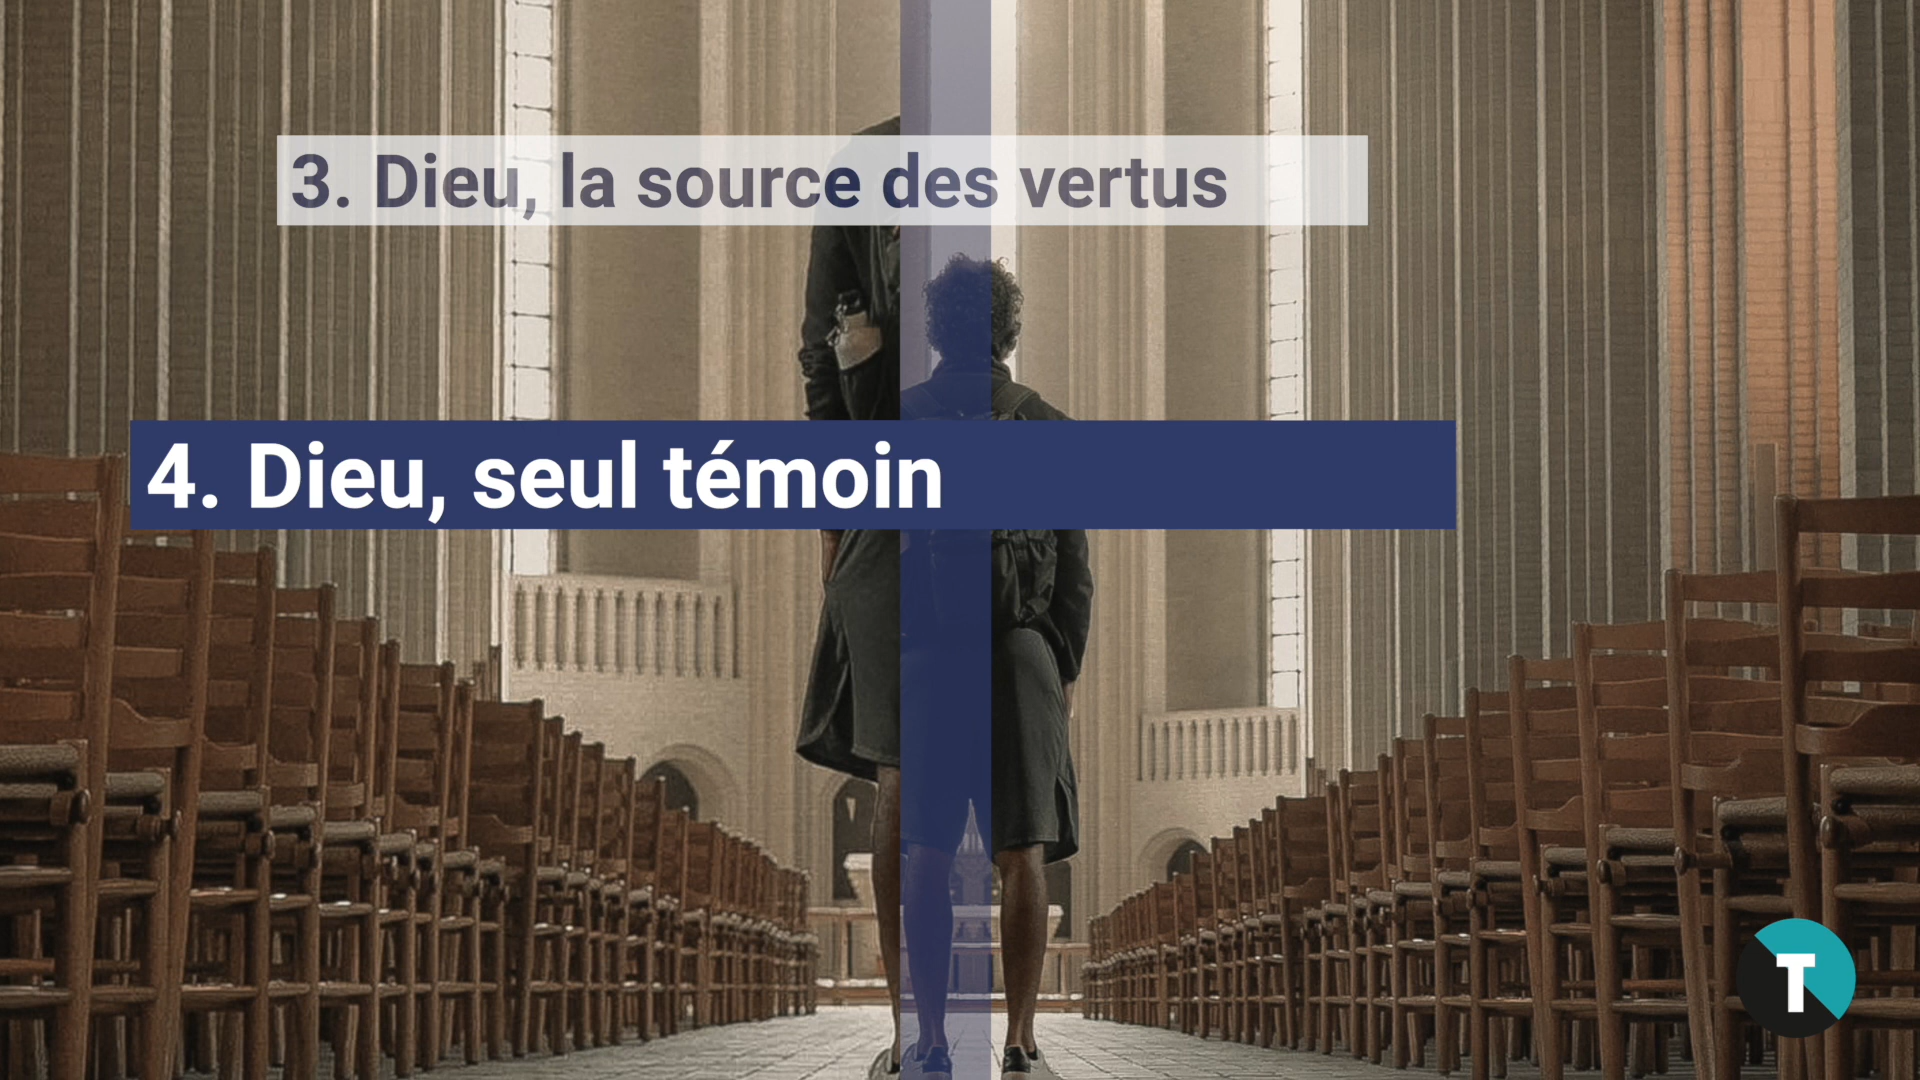 3. Dieu, la source des vertus
4. Dieu, seul témoin
T